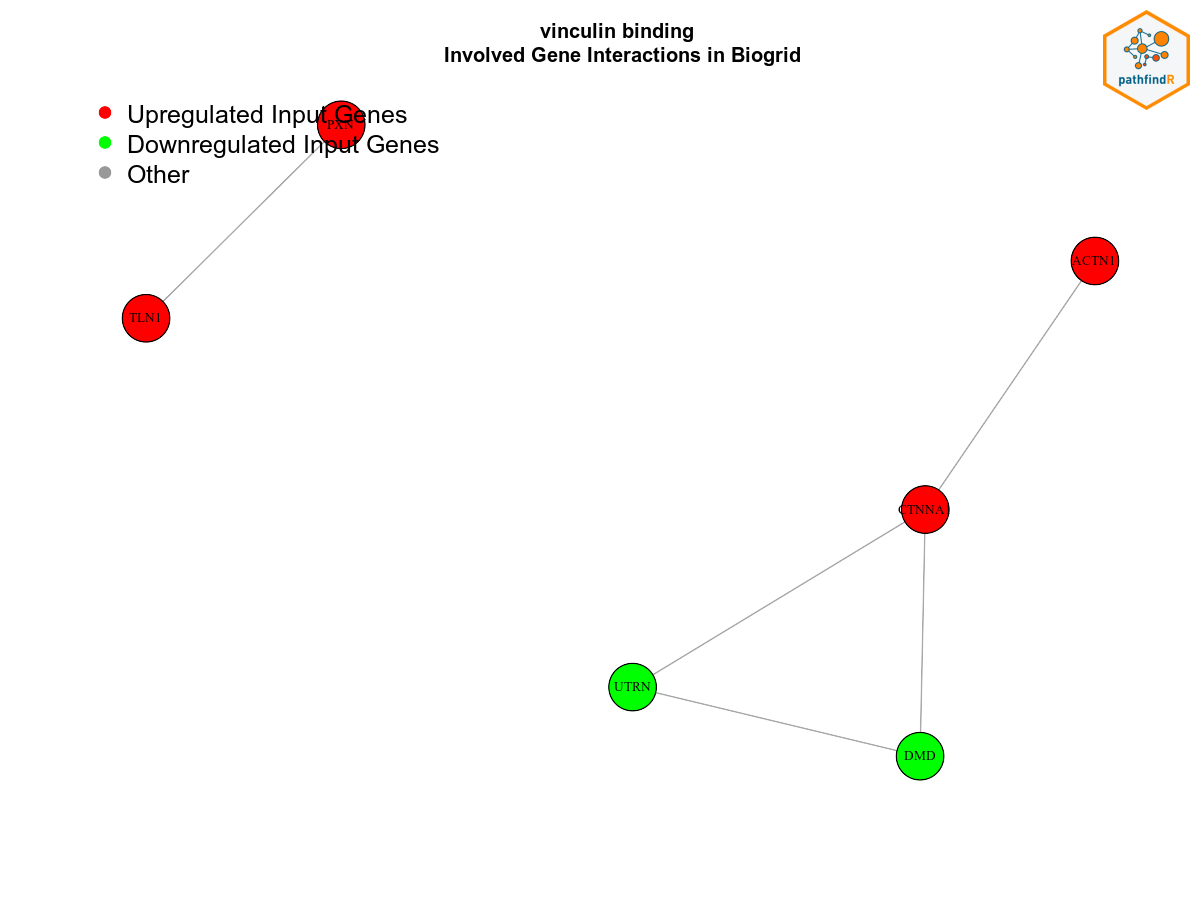 vinculin binding
Involved Gene Interactions in Biogrid
pathfindR
Upregulated Input Genes
PXN
Downregulated Input Genes
Other
ACTN1
TLN1
CTNNA
UTRN
DMD